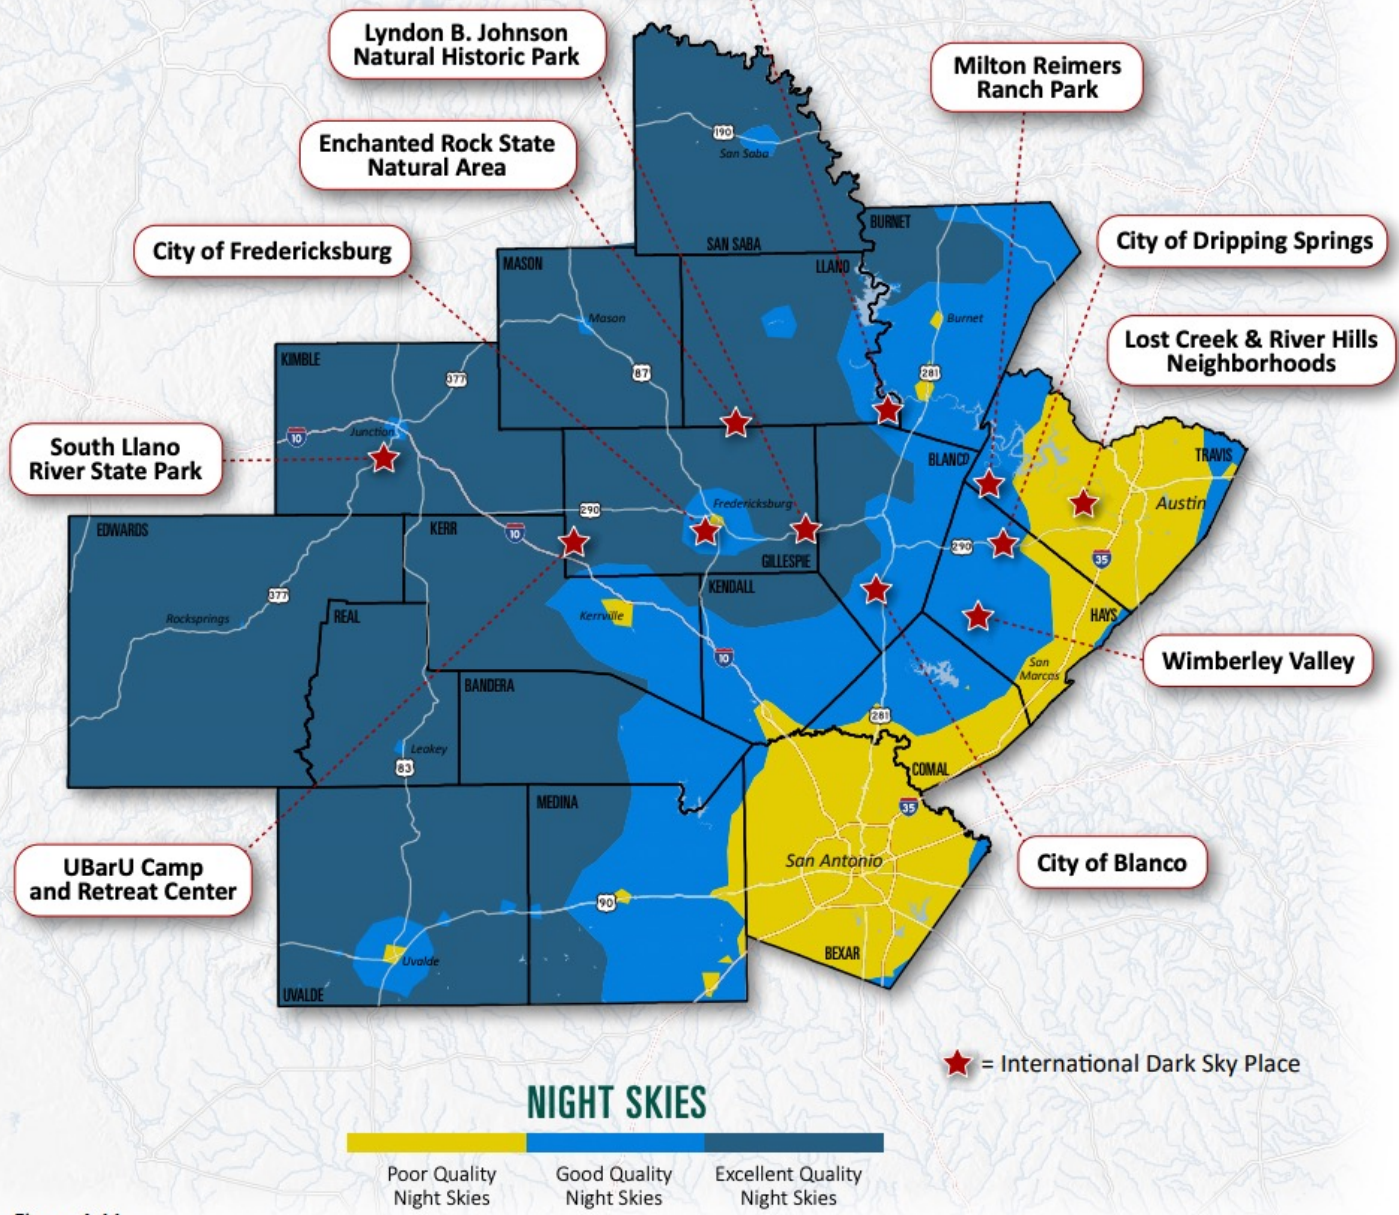 Lyndon B. Johnson
Natural Historic Park
Milton Reimers
Ranch Park
Enchanted Rock State
Natural Area
City of Fredericksburg
City of Dripping Springs
Lost Creek & River Hills
Neighborhoods
South Llano
River State Park
Wimberley Valley
City of Blanco
UBarU Camp
and Retreat Center
190
San Saba
SAN SABA
BURNET
MASON
LLANO
Mason
Burnet
KIMBLE
377
87
281
10
Junction
BLANCO
TRAVIS
Austin
EDWARDS
KERR
10
290
Fredericksburg
GILLESPIE
290
35
377
Rocksprings
REAL
Kerrville
KENDALL
HAYS
10
San
Marcos
BANDERA
281
Leakey
83
COMAL
MEDINA
35
San Antonio
90
Uvalde
BEXAR
UVALDE
= International Dark Sky Place
NIGHT SKIES
Poor Quality
Night Skies
Good Quality
Night Skies
Excellent Quality
Night Skies